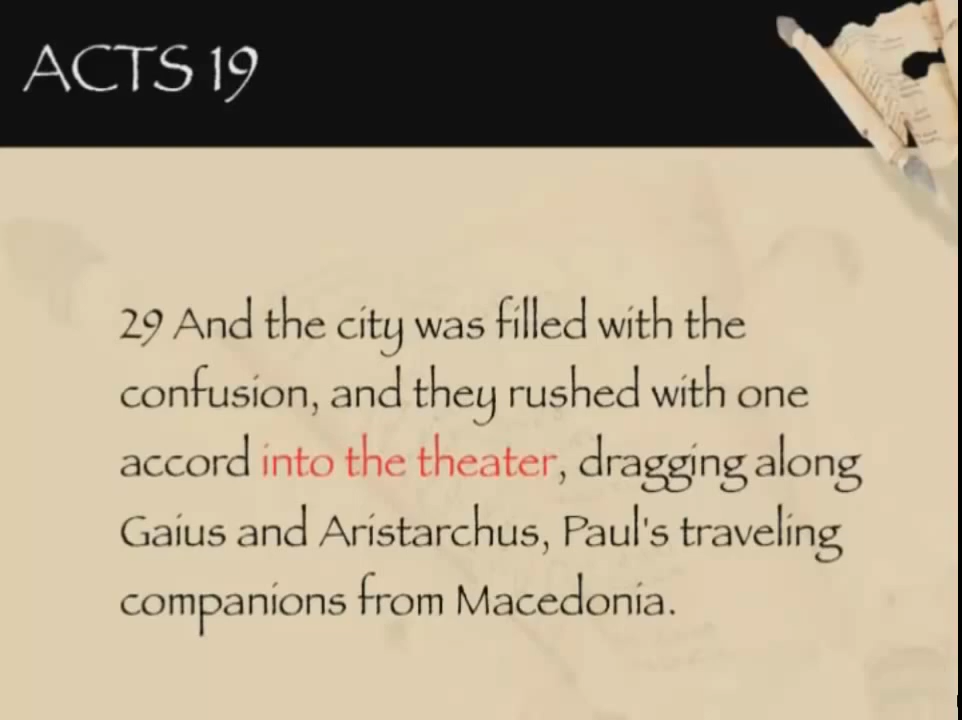 ACTS 19
29 And the city was filled with the
confusion, and they rushed with one
accord into the theater, dragging along
Gaius and Aristarchus, Paul's traveling
companions from Macedonia.